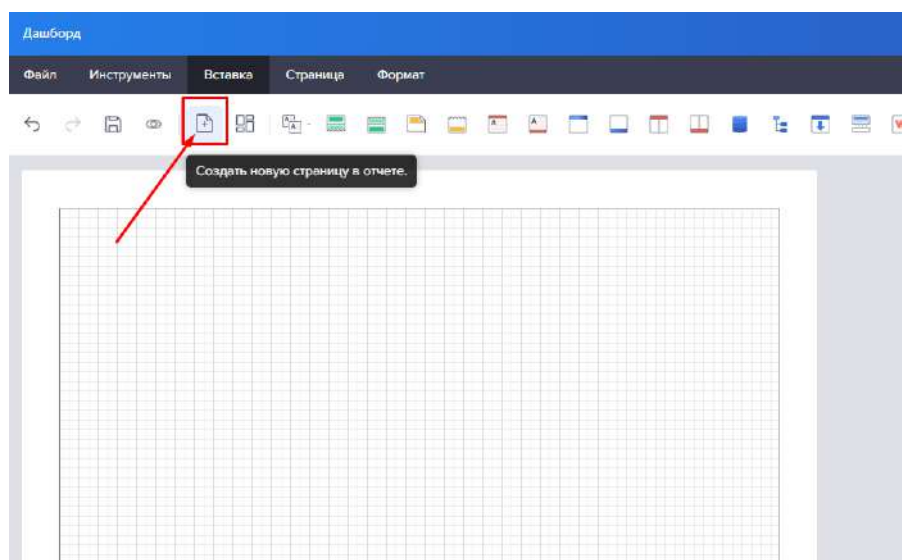 Дашборд
Файл Инструменты Вставка Страница Формат
Создать новую страницу в отчете.